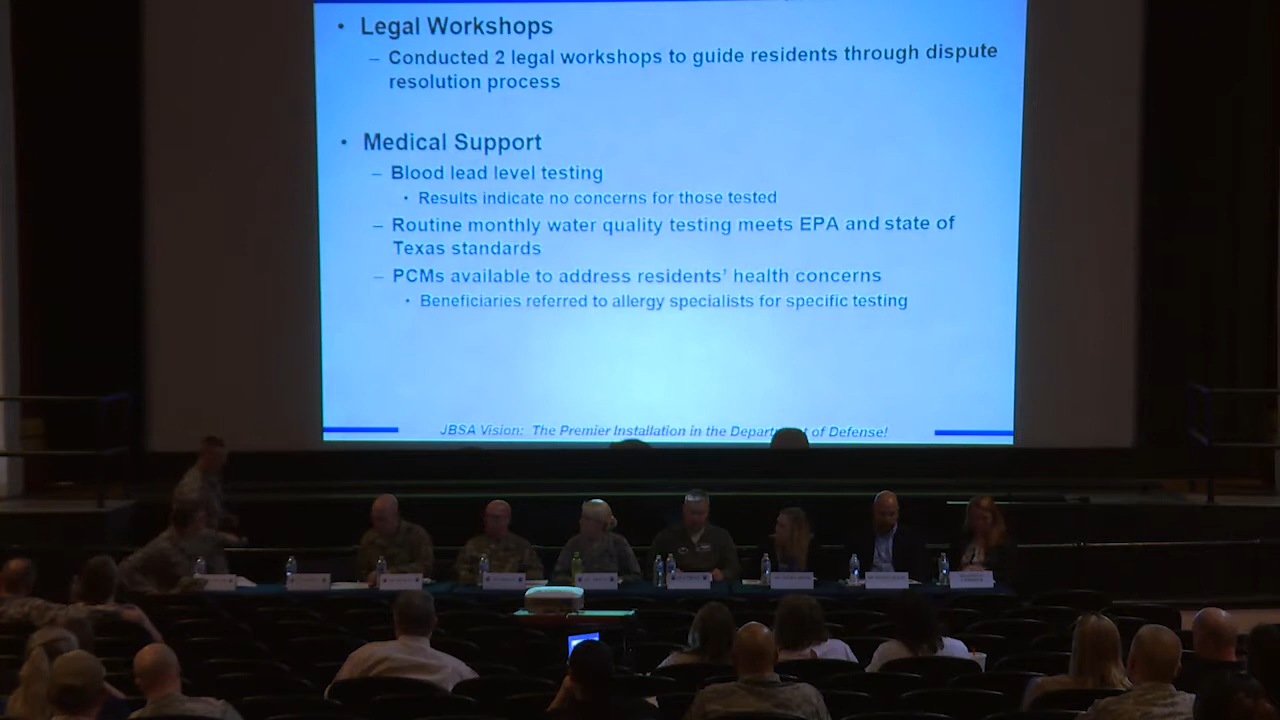 • Legal Workshops
– Conducted 2 legal workshops to guide residents through dispute
resolution process
• Medical Support
– Blood lead level testing
• Results indicate no concerns for those tested
– Routine monthly water quality testing meets EPA and state of
Texas standards
– PCMs available to address residents' health concerns
• Beneficiaries referred to allergy specialists for specific testing
JBSA Vision: The Premier Installation in the Department of Defense!